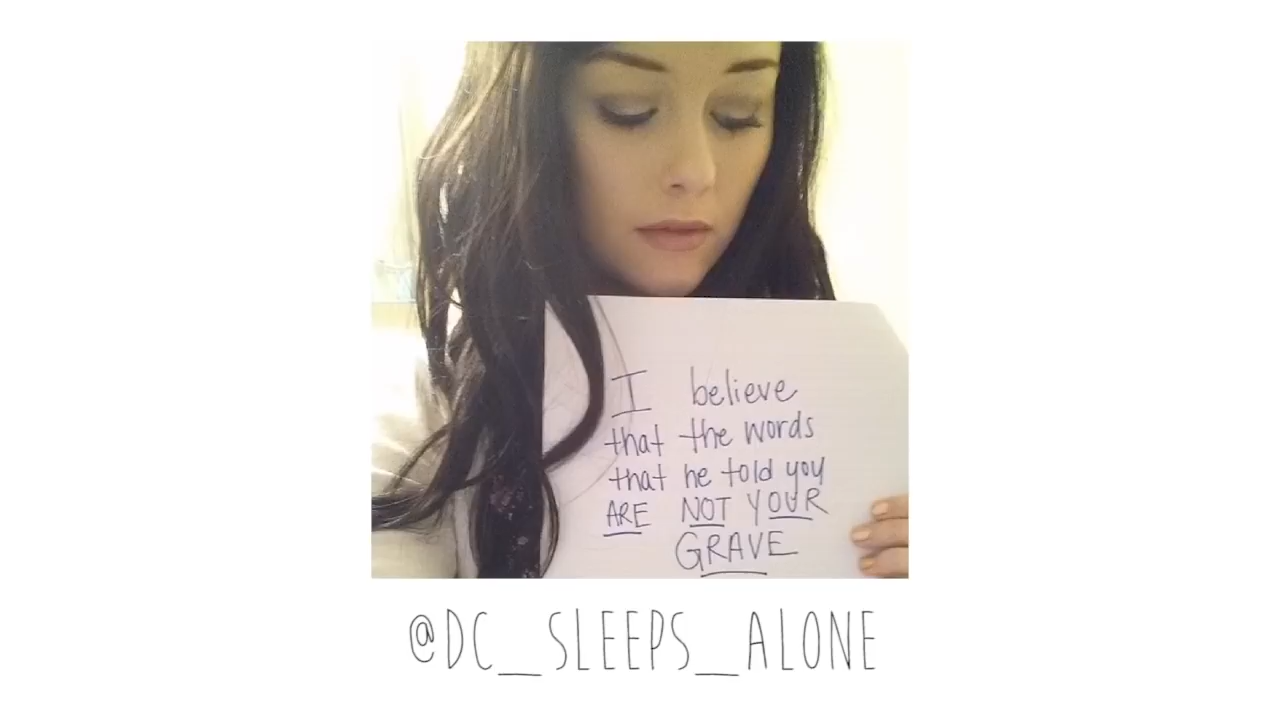 I believe
that the words
that he told you
ARE NOT YOUR
GRAVE
@DC_SLEEPS_ALONE